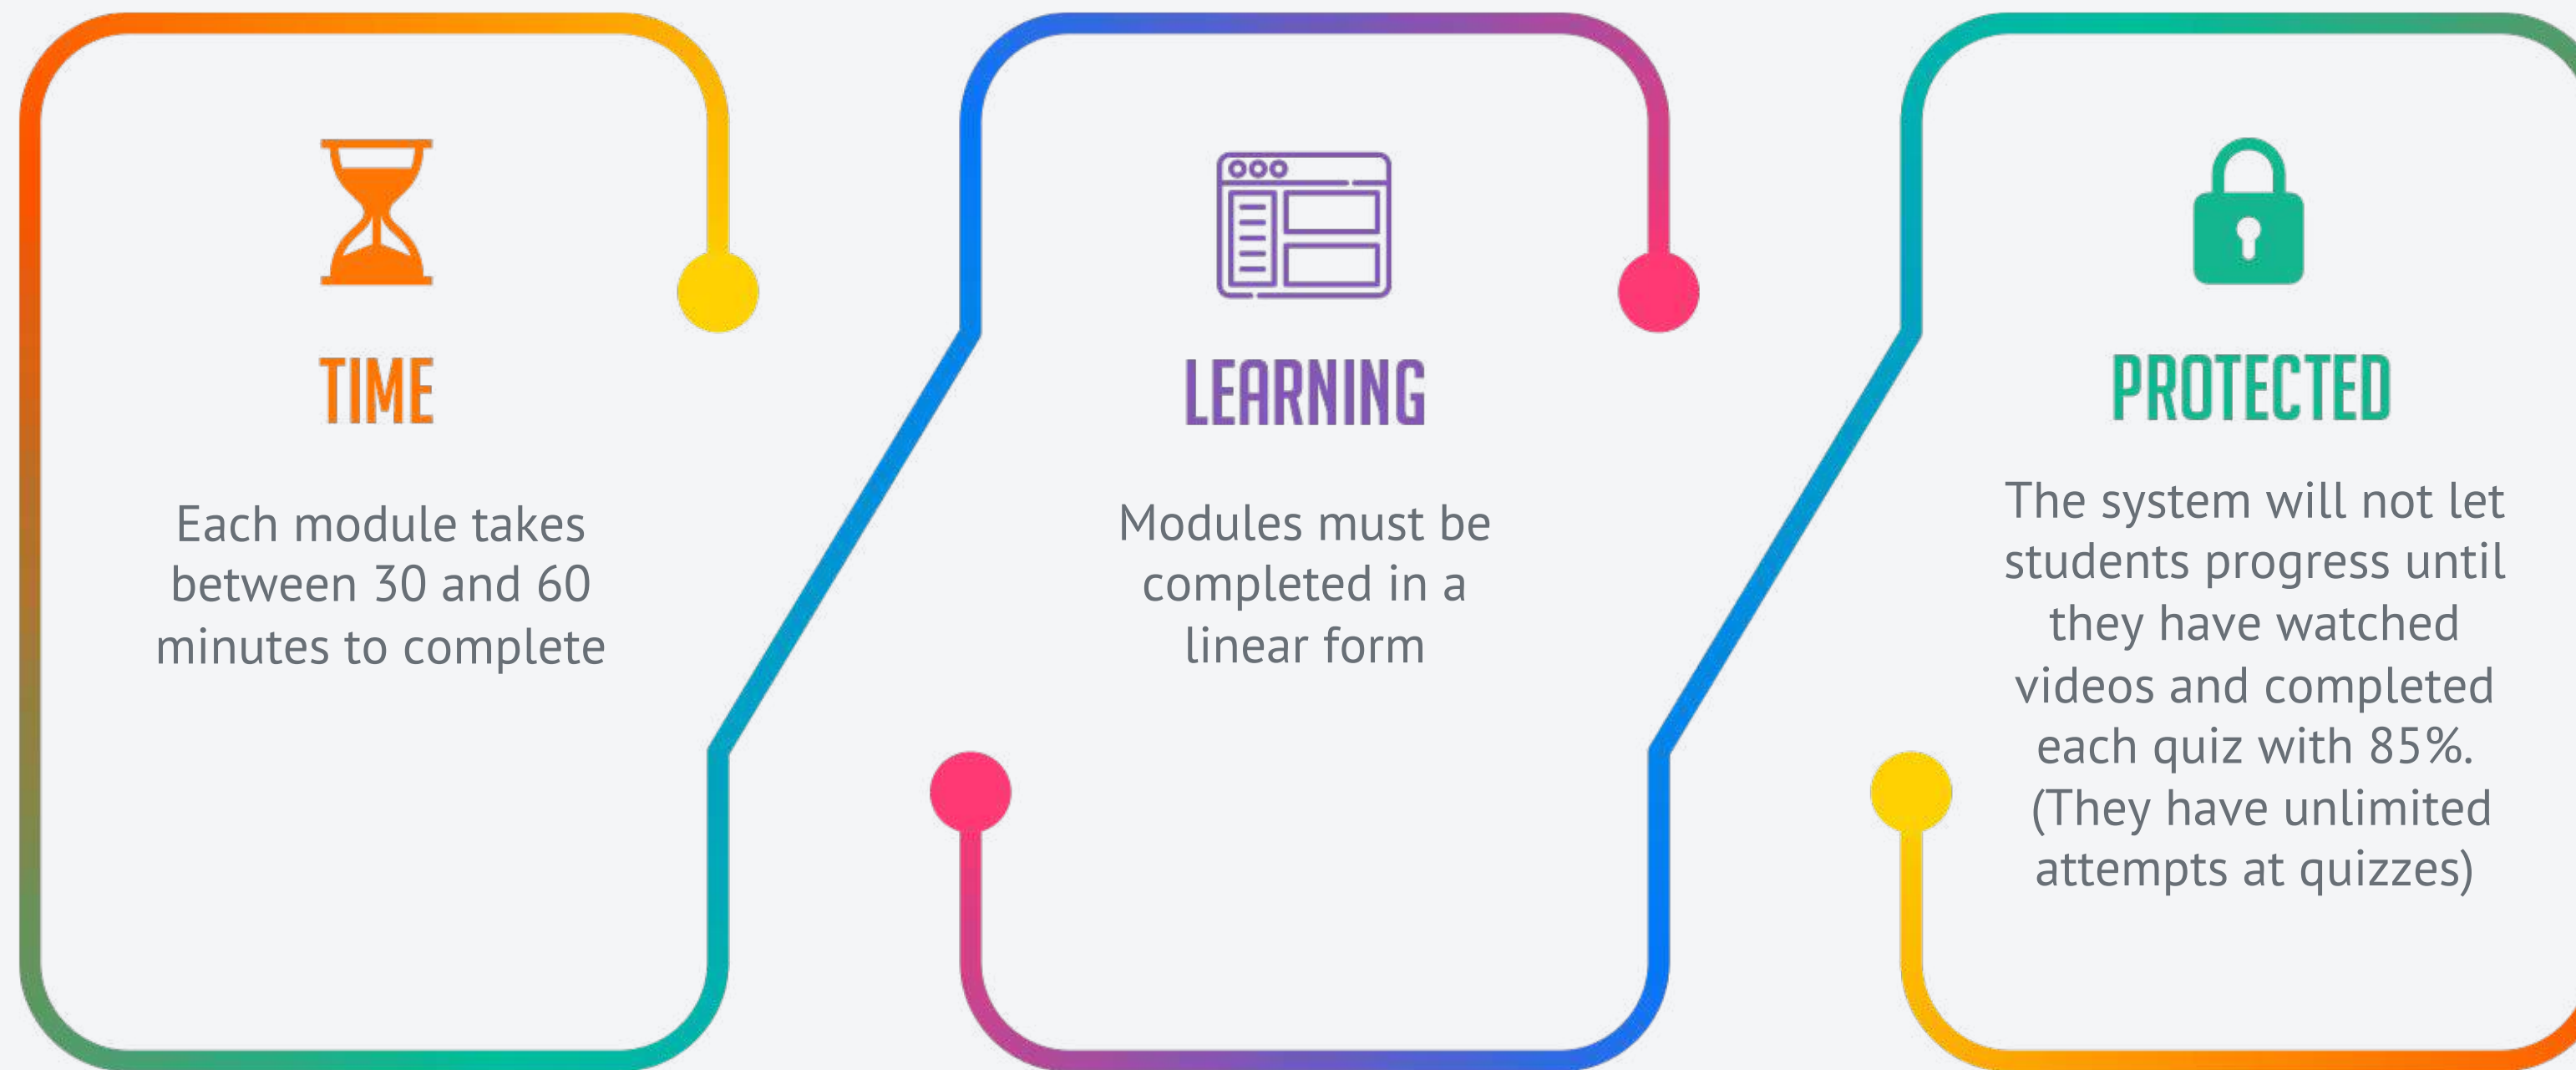 TIME
Each module takes
between 30 and 60
minutes to complete
LEARNING
Modules must be
completed in a
linear form
PROTECTED
The system will not let
students progress until
they have watched
videos and completed
each quiz with 85%.
(They have unlimited
attempts at quizzes)